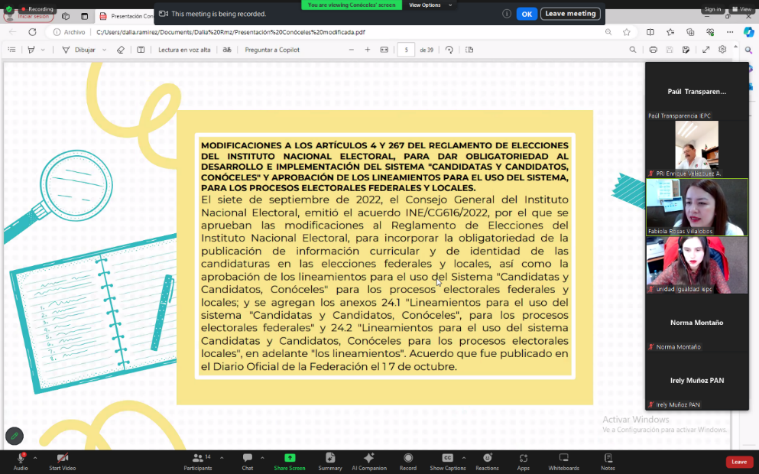 Recording
This meeting is being recorded.
You are viewing Conóceles' screen
View Options
OK
Leave meeting
Sign in
View
Iniciar sesión
Archivo
C:/Users/dalia.ramirez/Documents/Dalia%20Rmz/Presentación%20Conóceles%20modificada.pdf
Dibujar
Lectura en voz alta
Preguntar a Copilot
5
de 39
MODIFICACIONES A LOS ARTÍCULOS 4 Y 267 DEL REGLAMENTO DE ELECCIONES
DEL INSTITUTO NACIONAL ELECTORAL, PARA DAR OBLIGATORIEDAD AL
DESARROLLO E IMPLEMENTACIÓN DEL SISTEMA "CANDIDATAS Y CANDIDATOS,
CONÓCELES" Y APROBACIÓN DE LOS LINEAMIENTOS PARA EL USO DEL SISTEMA,
PARA LOS PROCESOS ELECTORALES FEDERALES Y LOCALES.
El siete de septiembre de 2022, el Consejo General del Instituto
Nacional Electoral, emitió el acuerdo INE/CG616/2022, por el que se
aprueban las modificaciones al Reglamento de Elecciones del
Instituto Nacional Electoral, para incorporar la obligatoriedad de la
publicación de información curricular y de identidad de las
candidaturas en las elecciones federales y locales, así como la
aprobación de los lineamientos para el uso del Sistema "Candidatas y
Candidatos, Conóceles" para los procesos electorales federales y
locales; y se agregan los anexos 24.1 "Lineamientos para el uso del
sistema "Candidatas y Candidatos, Conóceles", para los procesos
electorales federales" y 24.2 "Lineamientos para el uso del sistema
Candidatas y Candidatos, Conóceles para los procesos electorales
locales", en adelante "los lineamientos". Acuerdo que fue publicado en
el Diario Oficial de la Federación el 17 de octubre.
Paúl Transparen...
Paúl Transparencia IEPC
PRI Enrique Velázquez A.
Fabiola Rosas Villalobos
unidad igualdad iepc
Norma Montaño
Norma Montaño
Irely Muñoz PAN
Irely Muñoz PAN
Activar Windows
Ve a Configuración para activar Windows.
Audio
Start Video
14
Participants
Chat
Share Screen
Summary
AI Companion
Record
Show Captions
Reactions
Apps
Whiteboards
Notes
Leave